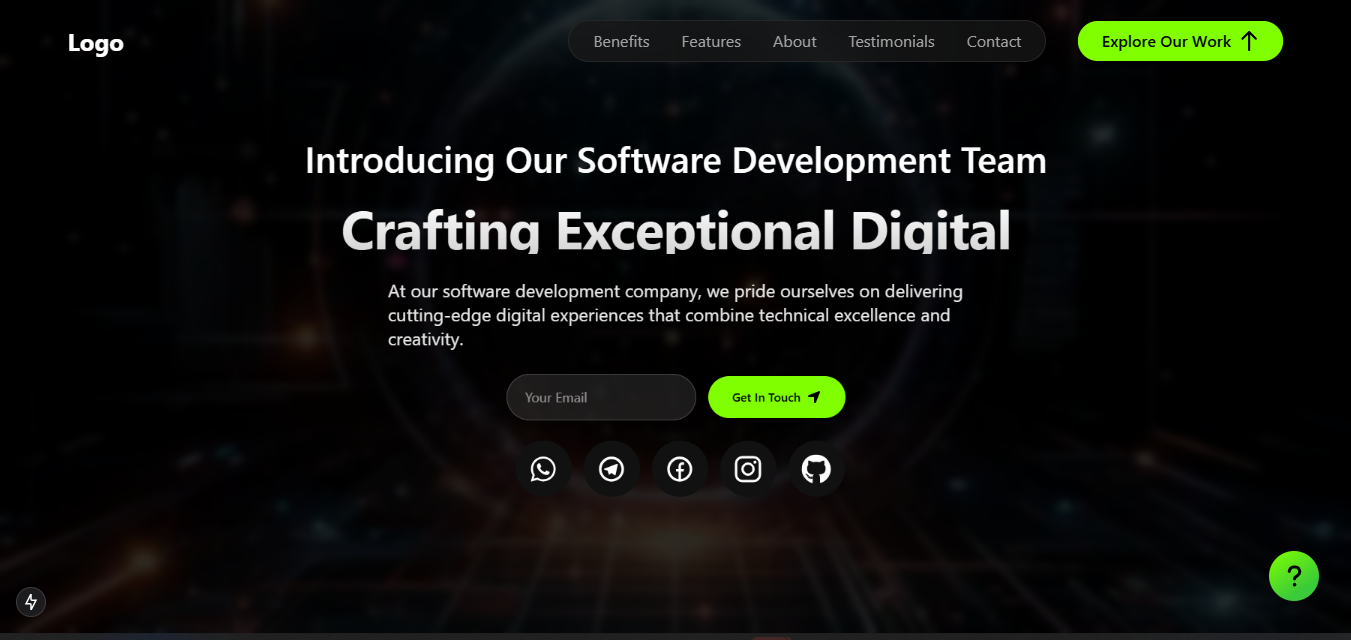 Logo
Benefits Features About Testimonials Contact
Explore Our Work
Introducing Our Software Development Team
Crafting Exceptional Digital
At our software development company, we pride ourselves on delivering
cutting-edge digital experiences that combine technical excellence and
creativity.
Your Email
Get In Touch
?